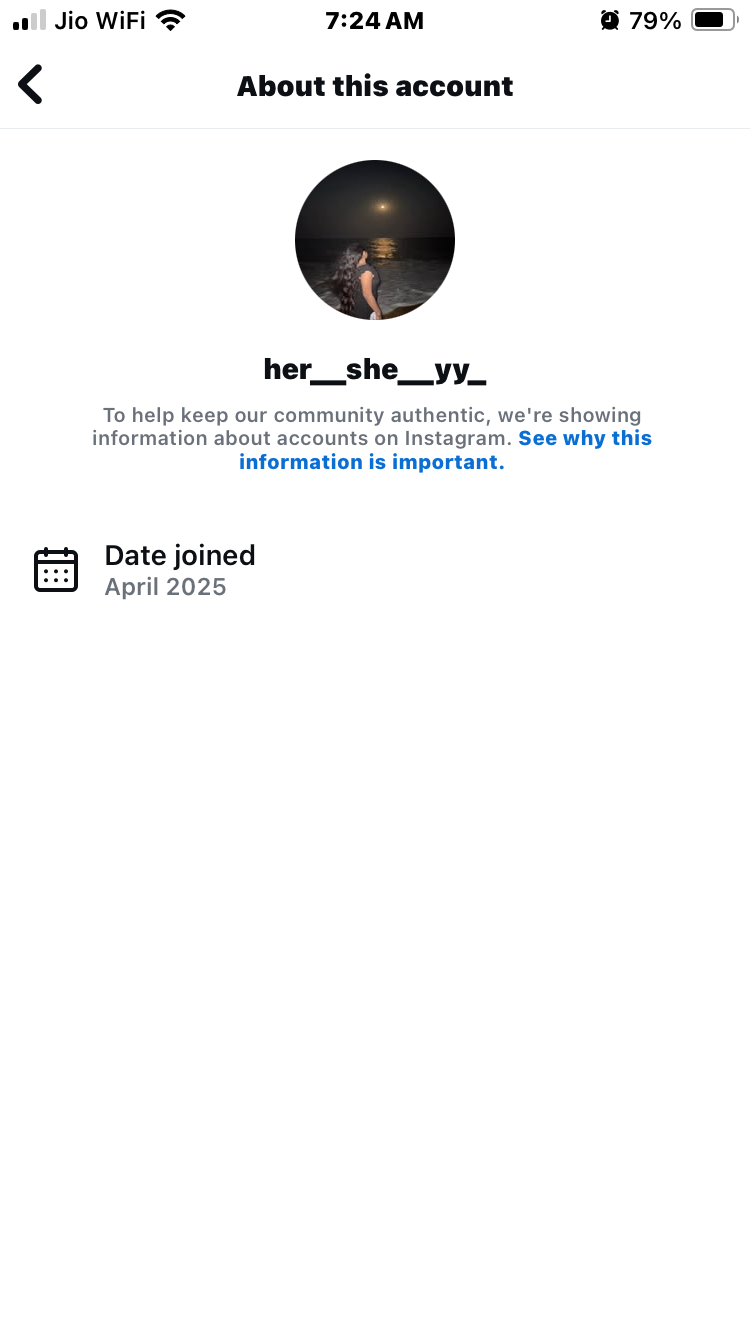 Jio WiFi 7:24 AM 79%
About this account
her__she__yy_
To help keep our community authentic, we're showing
information about accounts on Instagram. See why this
information is important.
Date joined
April 2025